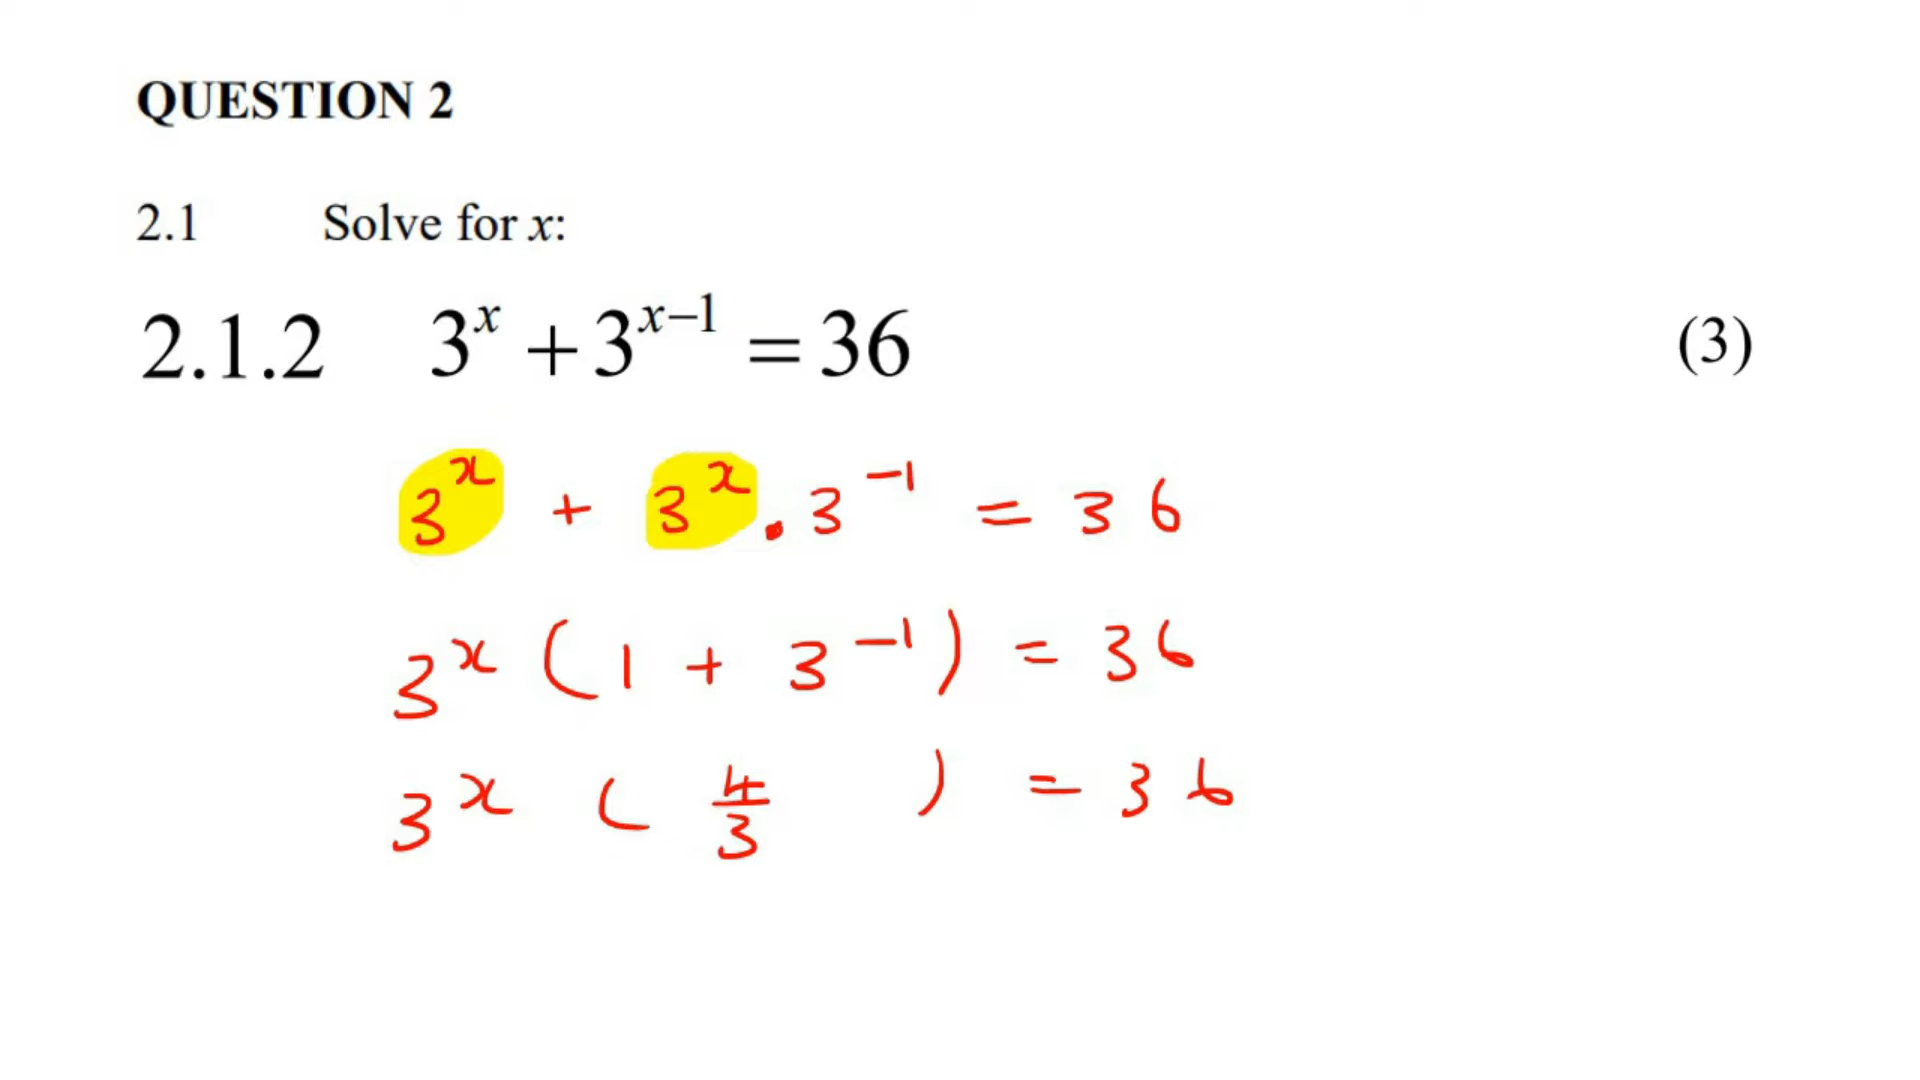 QUESTION 2
2.1 Solve for x:
2.1.2 3^x + 3^{x-1} = 36 (3)
3^x + 3^x . 3^{-1} = 36
3^x (1 + 3^{-1}) = 36
3^x ( 4/3 ) = 36